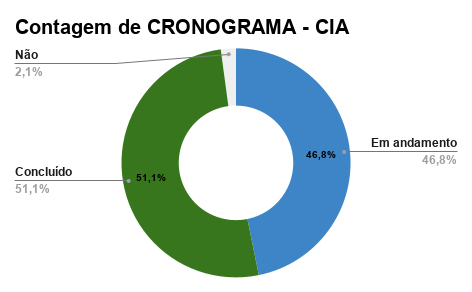 Contagem de CRONOGRAMA - CIA
Não
2,1%
Em andamento
46,8%
46,8%
Concluído
51,1%
51,1%